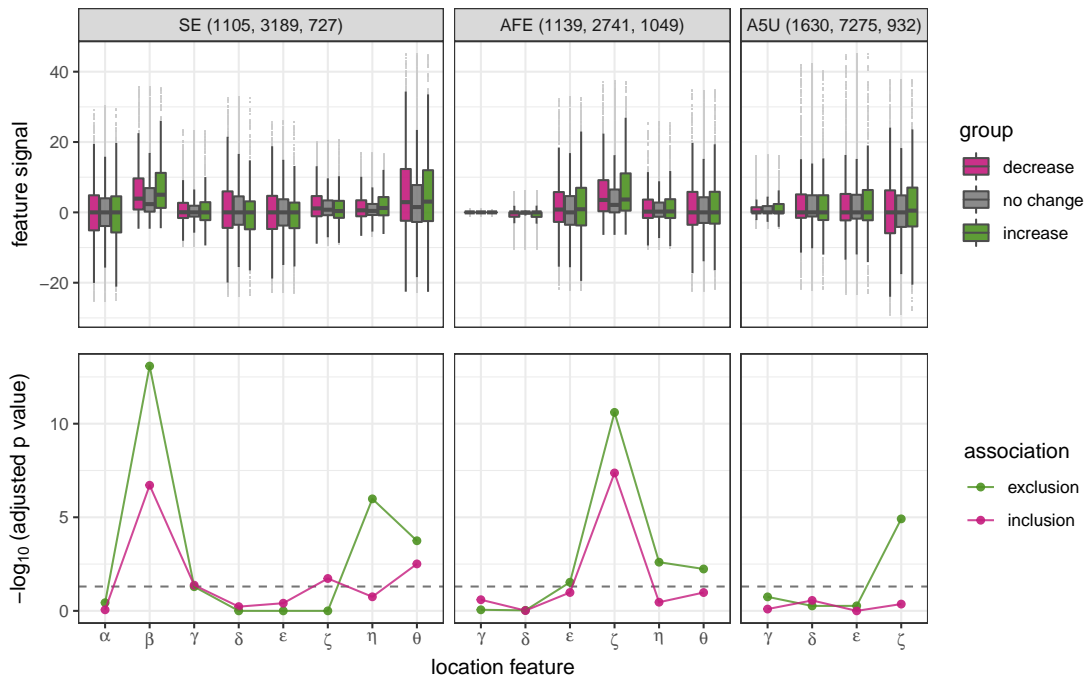 SE (1105, 3189, 727)
AFE (1139, 2741, 1049)
A5U (1630, 7275, 932)
feature signal
40
20
0
−20
group
decrease
no change
increase
−log10 (adjusted p value)
10
5
0
association
exclusion
inclusion
α β γ δ ε ζ η θ
γ δ ε ζ η θ
γ δ ε ζ
location feature